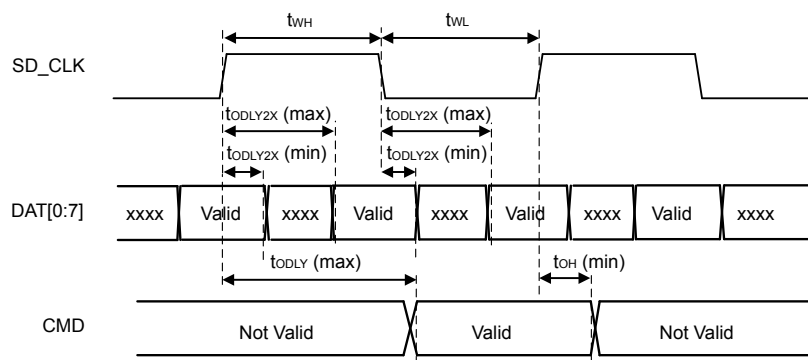 tWH tWL
SD_CLK
tODLY2X (max) tODLY2X (max)
tODLY2X (min) tODLY2X (min)
DAT[0:7] xxxx Valid xxxx Valid xxxx Valid xxxx Valid xxxx
tODLY (max) tOH (min)
CMD Not Valid Valid Not Valid